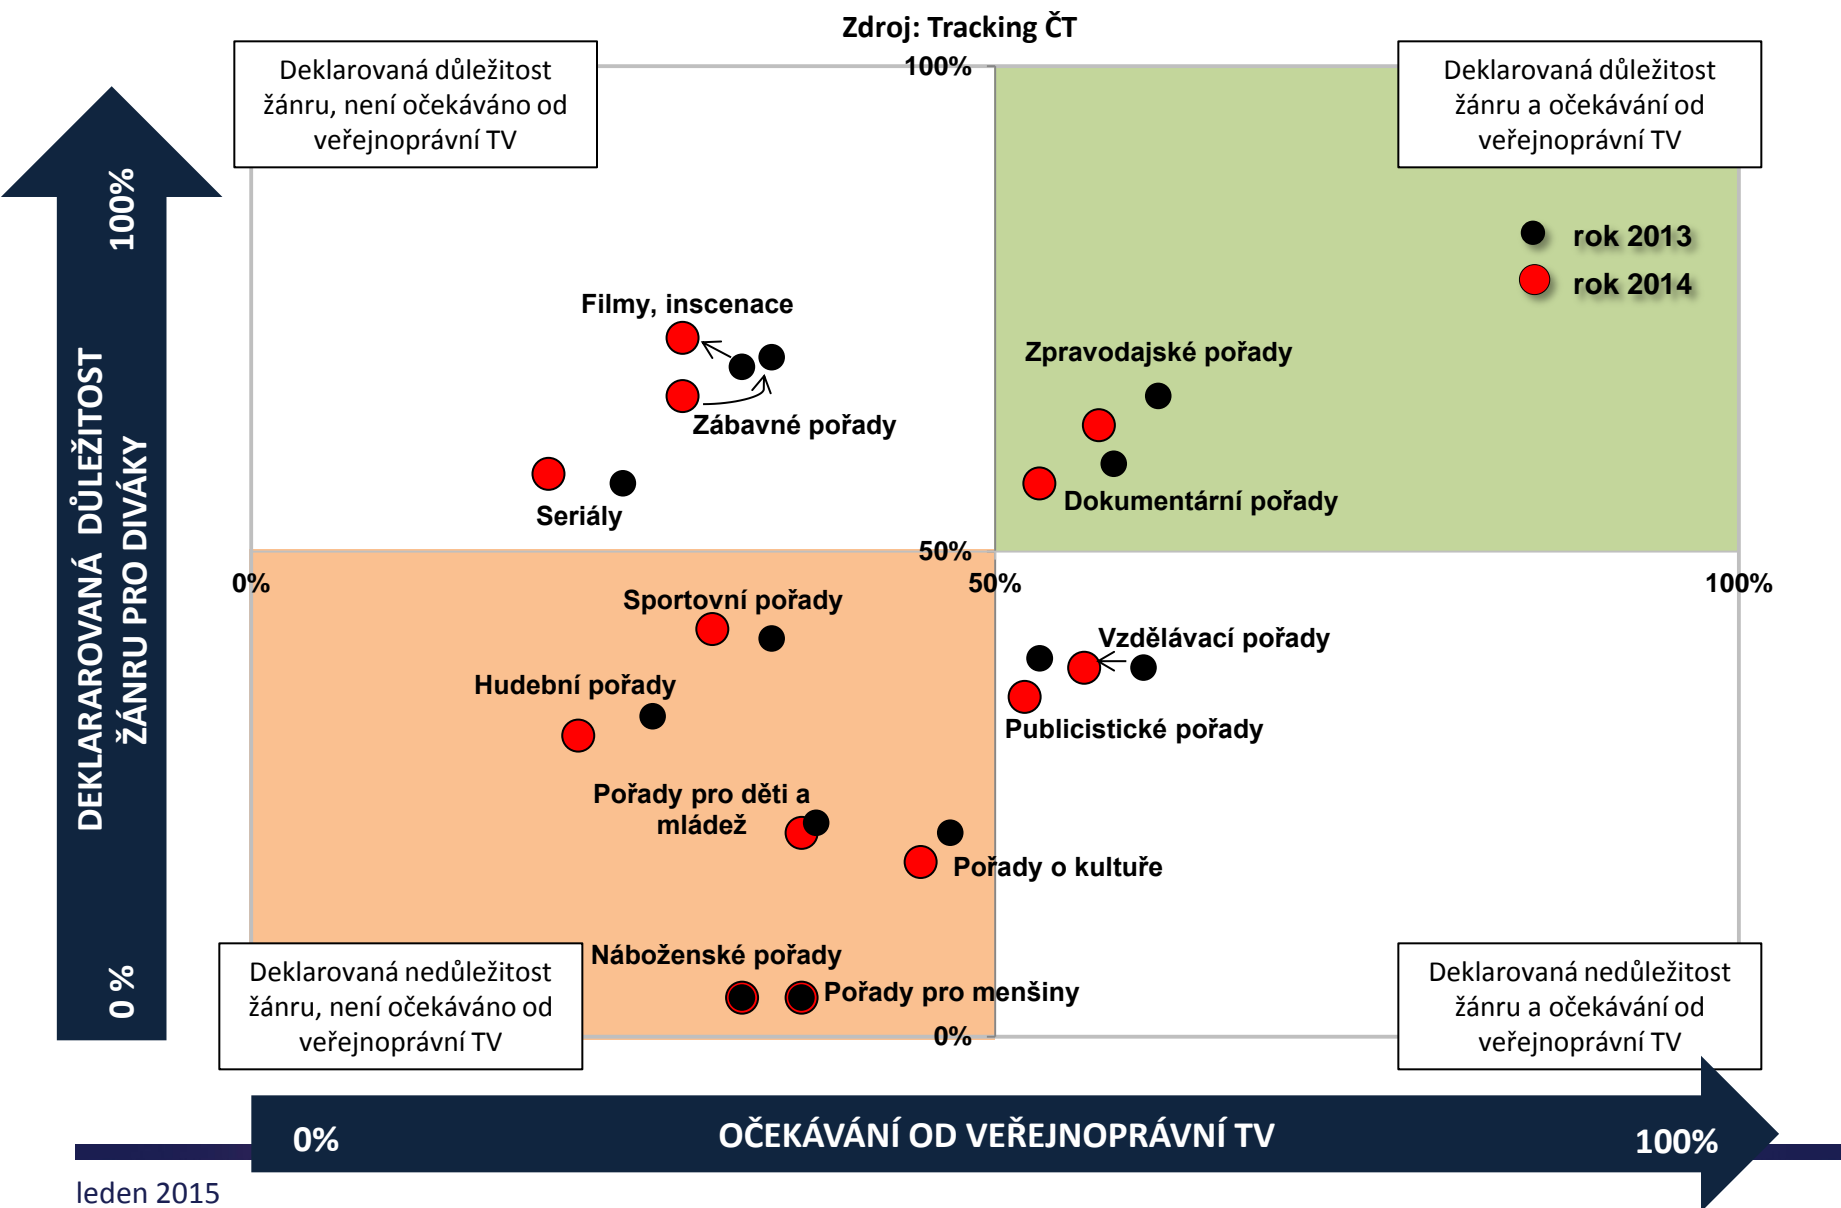 Zdroj: Tracking ČT
Deklarovaná důležitost
žánru, není očekáváno od
veřejnoprávní TV
100%
Deklarovaná důležitost
žánru a očekávání od
veřejnoprávní TV
100%
rok 2013
rok 2014
Filmy, inscenace
Zpravodajské pořady
Zábavné pořady
Dokumentární pořady
Seriály
DEKLARAROVANÁ DŮLEŽITOST
ŽÁNRU PRO DIVÁKY
50%
0%
50%
100%
Sportovní pořady
Vzdělávací pořady
Hudební pořady
Publicistické pořady
Pořady pro děti a
mládež
Pořady o kultuře
Náboženské pořady
Pořady pro menšiny
0 %
Deklarovaná nedůležitost
žánru, není očekáváno od
veřejnoprávní TV
0%
Deklarovaná nedůležitost
žánru a očekávání od
veřejnoprávní TV
0%
OČEKÁVÁNÍ OD VEŘEJNOPRÁVNÍ TV
100%
leden 2015